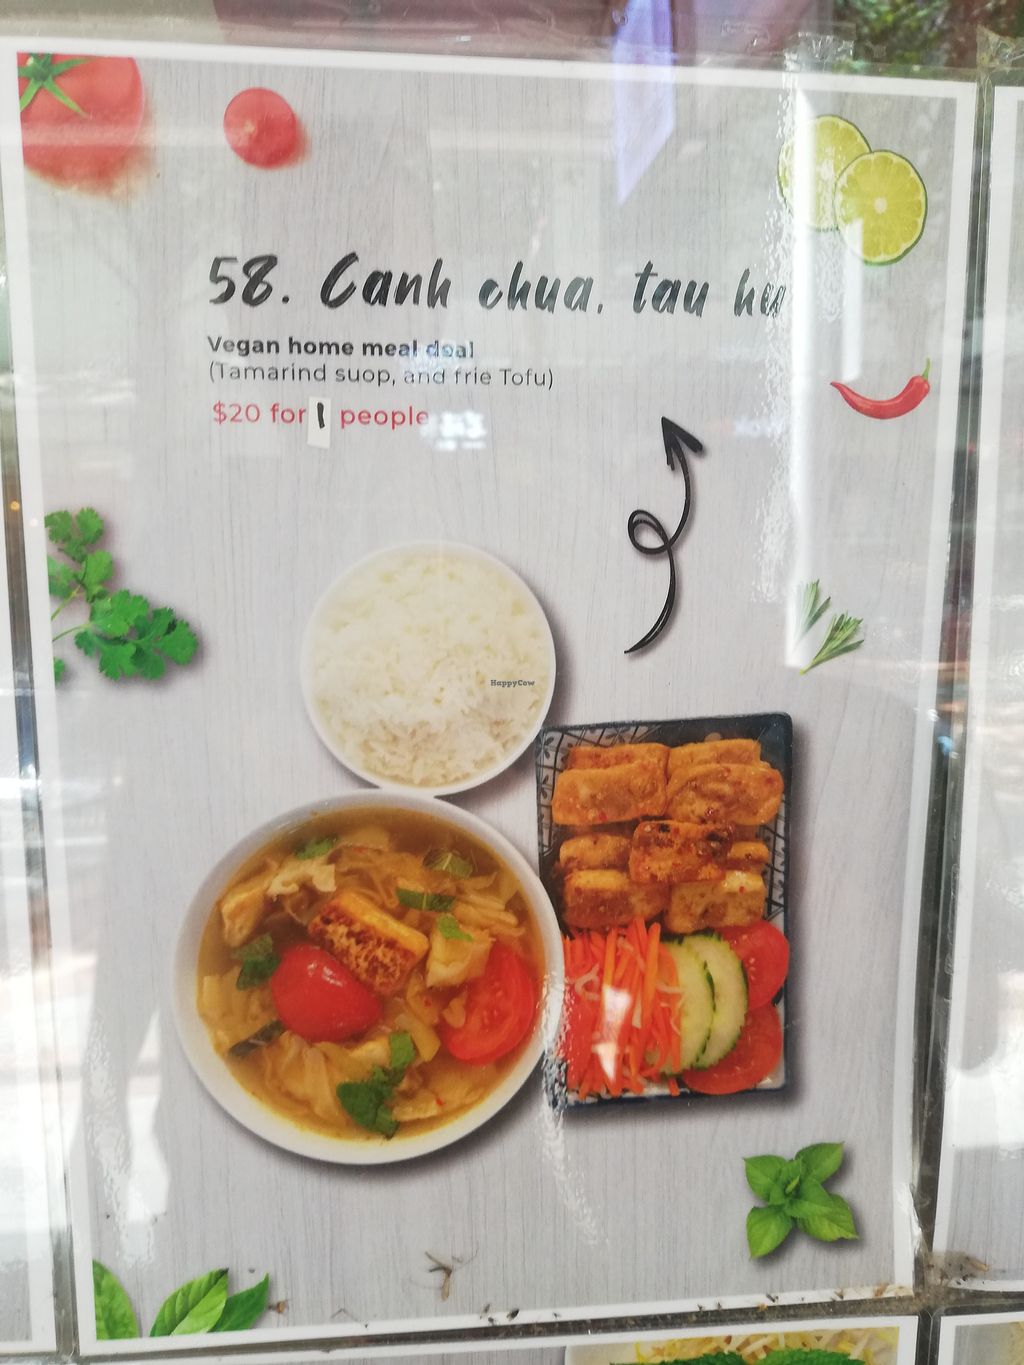 58. Canh chua, tau hu
Vegan home meal deal
(Tamarind suop, and frie Tofu)
$20 for 1 people
HappyCow